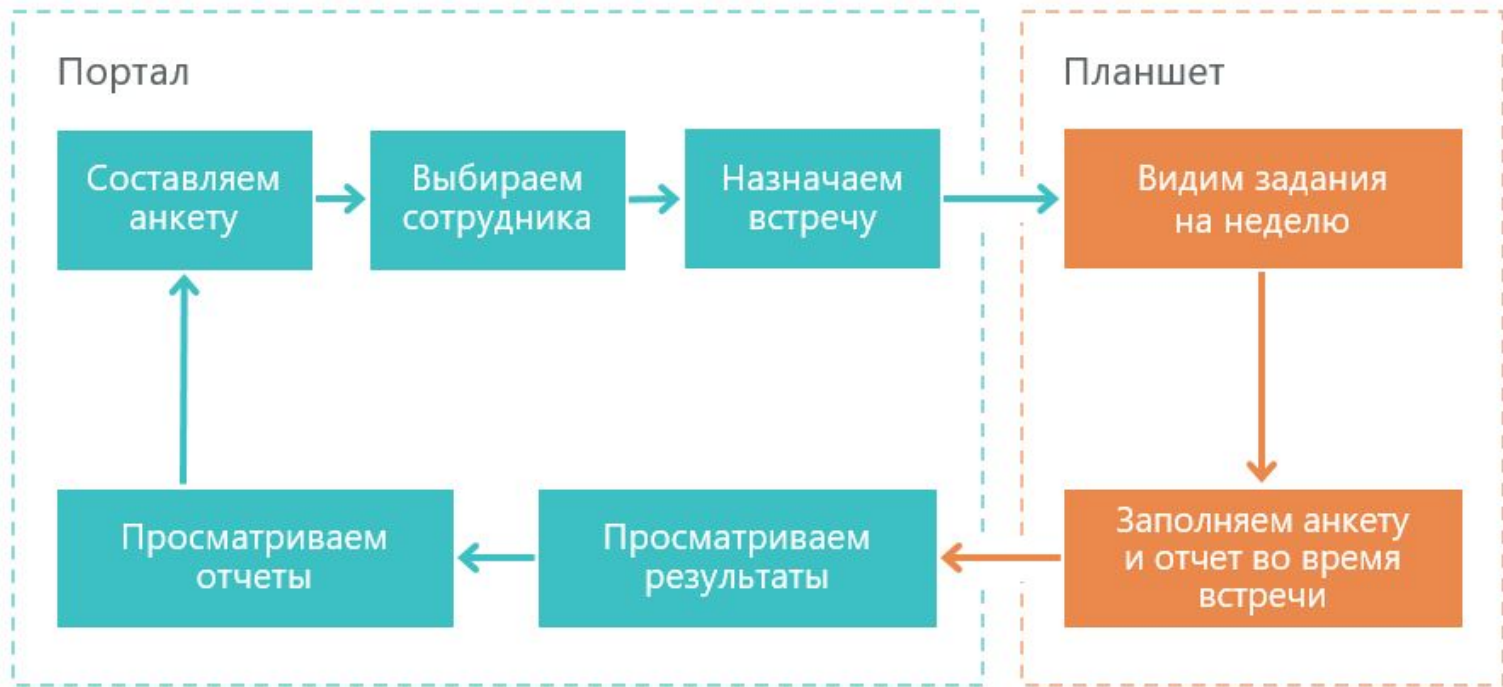 Портал
Планшет
Составляем
анкету
Выбираем
сотрудника
Назначаем
встречу
Видим задания
на неделю
Просматриваем
отчеты
Просматриваем
результаты
Заполняем анкету
и отчет во время
встречи